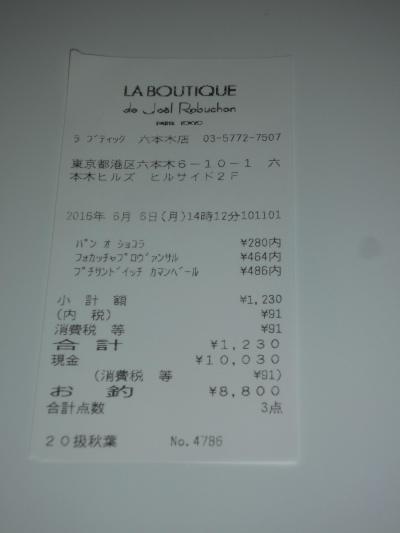 LA BOUTIQUE
de Joël Robuchon
PARIS TOKYO
ラ ブティック 六本木店 03-5772-7507
東京都港区六本木6-10-1 六
本木ヒルズ ヒルサイド2F
2016年 6月 6日(月)14時12分101101
パン オ ショコラ ¥280内
フォカッチャプロヴァンサル ¥464内
プチサンドイッチ カマンベール ¥486内
小計額 ¥1,230
(内 税) ¥91
消費税 等 ¥91
合計 ¥1,230
現金 ¥10,030
(消費税 等 ¥91)
お釣 ¥8,800
合計点数 3点
20扱秋葉 No.4786